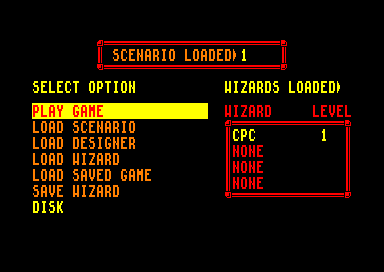 SCENARIO LOADED› 1
SELECT OPTION
WIZARDS LOADED›
PLAY GAME
WIZARD LEVEL
LOAD SCENARIO
LOAD DESIGNER
LOAD WIZARD
LOAD SAVED GAME
SAVE WIZARD
DISK
CPC 1
NONE
NONE
NONE